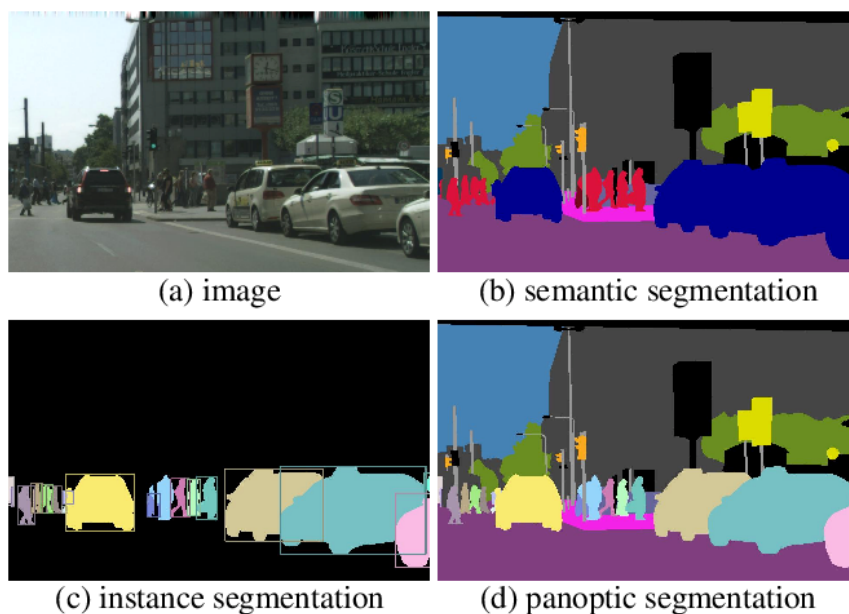 S
U
(a) image
(b) semantic segmentation
(c) instance segmentation
(d) panoptic segmentation